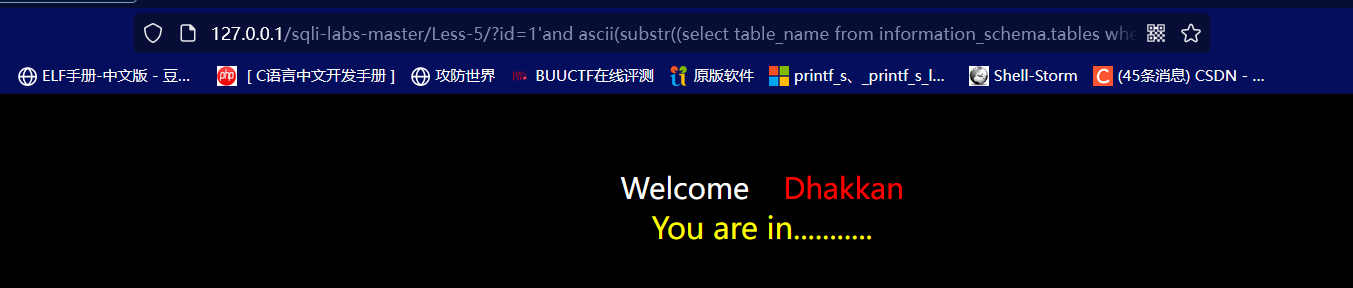 127.0.0.1/sqli-labs-master/Less-5/?id=1'and ascii(substr((select table_name from information_schema.tables whe
ELF手册-中文版 - 豆... php [ C语言中文开发手册 ] 攻防世界 BUUCTF在线评测 原版软件 printf_s、_printf_s_l... Shell-Storm C (45条消息) CSDN - ...
Welcome Dhakkan
You are in...........